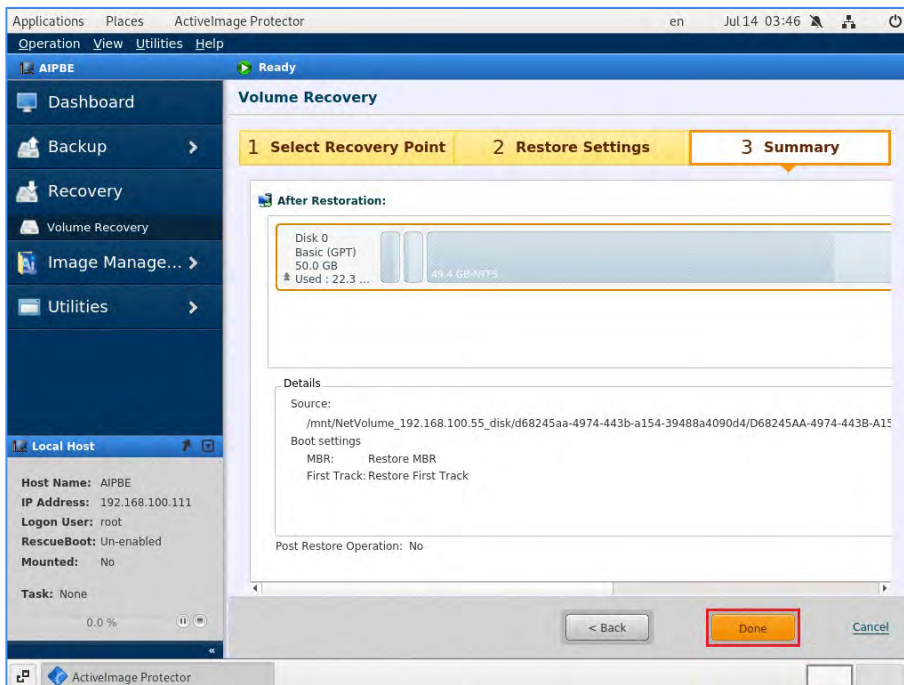 Applications Places ActiveImage Protector en Jul 14 03:46
Operation View Utilities Help
AIPBE
Ready
Dashboard
Backup
Recovery
Volume Recovery
Image Manage...
Utilities
Volume Recovery
1 Select Recovery Point 2 Restore Settings 3 Summary
After Restoration:
Disk 0
Basic (GPT)
50.0 GB
Used : 22.3 ...
49.4 GB-NTFS
Details
Source:
/mnt/NetVolume_192.168.100.55_disk/d68245aa-4974-443b-a154-39488a4090d4/D68245AA-4974-443B-A15
Boot settings
MBR: Restore MBR
First Track: Restore First Track
Post Restore Operation: No
Local Host
Host Name: AIPBE
IP Address: 192.168.100.111
Logon User: root
RescueBoot: Un-enabled
Mounted: No
Task: None
0.0 %
< Back Done Cancel
ActiveImage Protector